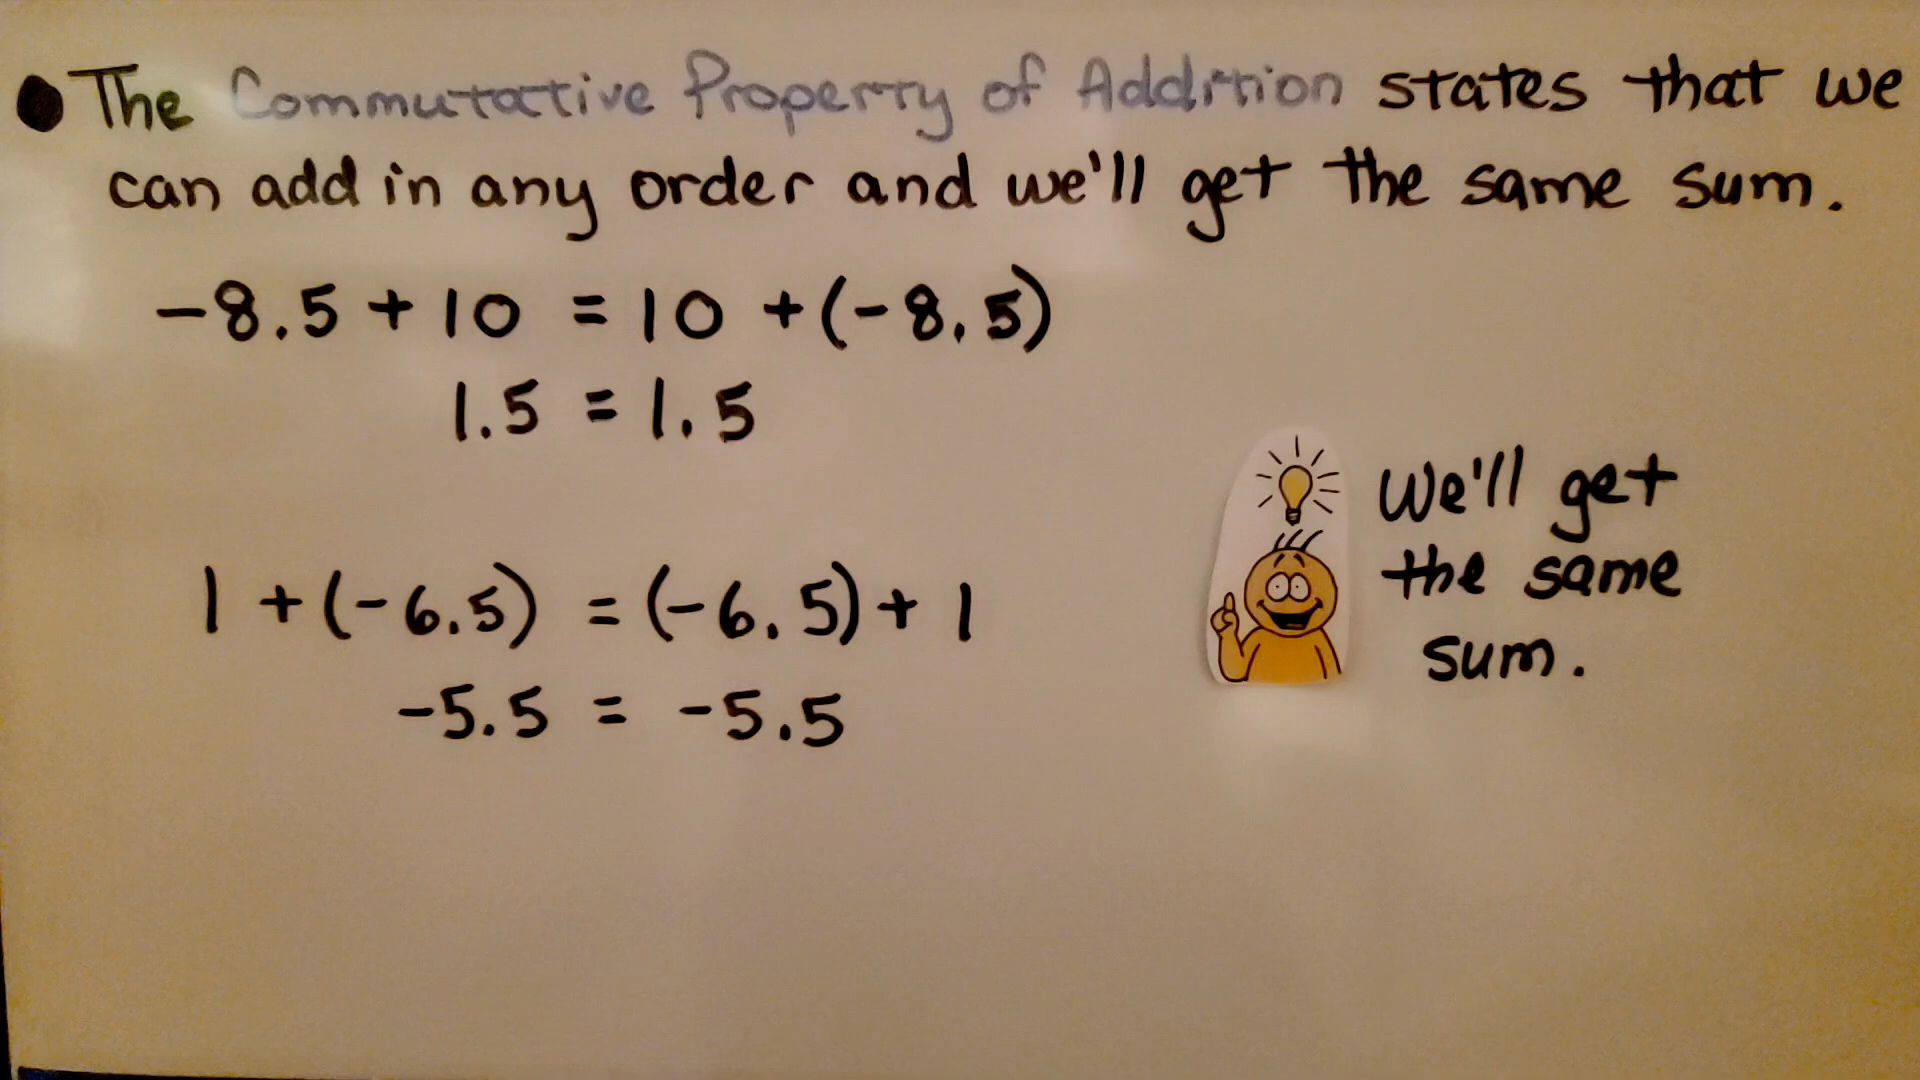 The Commutative Property of Addition states that we
can add in any order and we'll get the same sum.
-8.5 + 10 = 10 + (-8.5)
1.5 = 1.5
1 + (-6.5) = (-6.5) + 1
-5.5 = -5.5
We'll get
the same
sum.